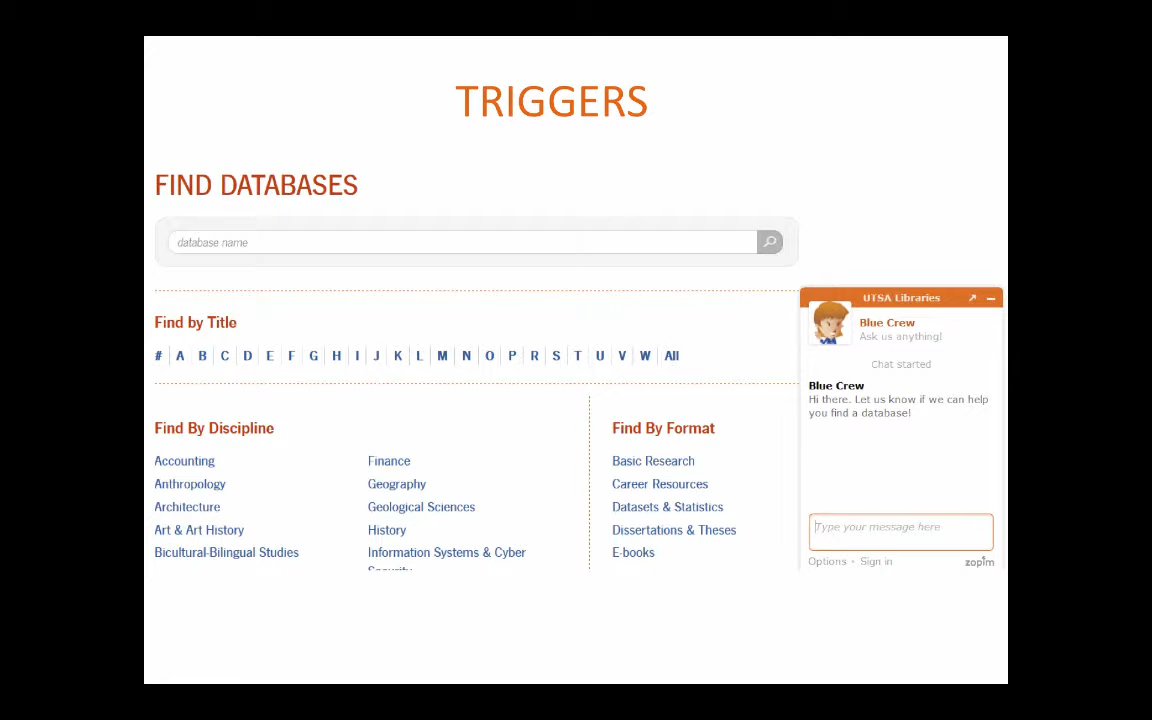 TRIGGERS
FIND DATABASES
database name
Find by Title
# A B C D E F G H I J K L M N O P R S T U V W All
Find By Discipline
Accounting
Anthropology
Architecture
Art & Art History
Bicultural-Bilingual Studies
Finance
Geography
Geological Sciences
History
Information Systems & Cyber
Security
Find By Format
Basic Research
Career Resources
Datasets & Statistics
Dissertations & Theses
E-books
UTSA Libraries
Blue Crew
Ask us anything!
Chat started
Blue Crew
Hi there. Let us know if we can help
you find a database!
Type your message here
Options • Sign in
zopim